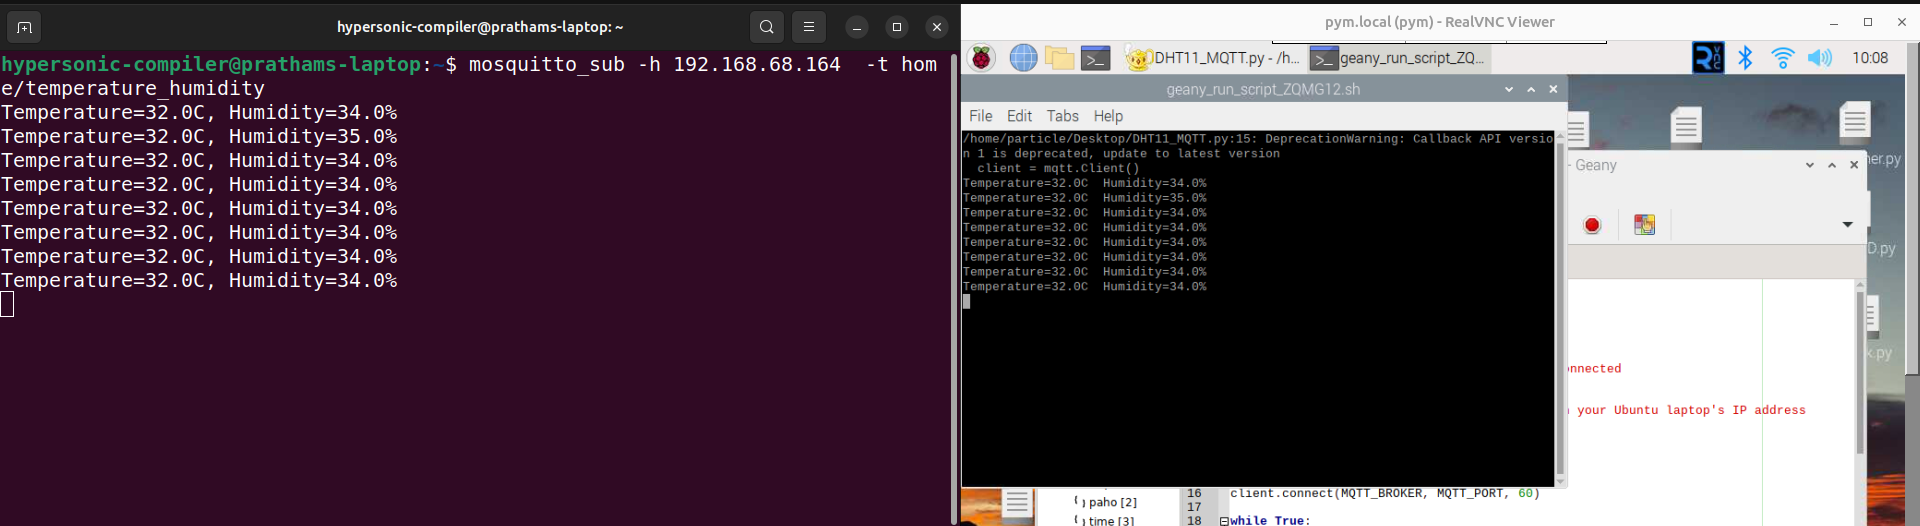 hypersonic-compiler@prathams-laptop: ~
hypersonic-compiler@prathams-laptop:~$ mosquitto_sub -h 192.168.68.164  -t hom
e/temperature_humidity
Temperature=32.0C, Humidity=34.0%
Temperature=32.0C, Humidity=35.0%
Temperature=32.0C, Humidity=34.0%
Temperature=32.0C, Humidity=34.0%
Temperature=32.0C, Humidity=34.0%
Temperature=32.0C, Humidity=34.0%
Temperature=32.0C, Humidity=34.0%
Temperature=32.0C, Humidity=34.0%
pym.local (pym) - RealVNC Viewer
DHT11_MQTT.py - /h... geany_run_script_ZQ... 10:08
geany_run_script_ZQMG12.sh
File Edit Tabs Help
/home/particle/Desktop/DHT11_MQTT.py:15: DeprecationWarning: Callback API versio
n 1 is deprecated, update to latest version
client = mqtt.Client()
Temperature=32.0C  Humidity=34.0%
Temperature=32.0C  Humidity=35.0%
Temperature=32.0C  Humidity=34.0%
Temperature=32.0C  Humidity=34.0%
Temperature=32.0C  Humidity=34.0%
Temperature=32.0C  Humidity=34.0%
Temperature=32.0C  Humidity=34.0%
Temperature=32.0C  Humidity=34.0%
ner.py
- Geany
D.py
k.py
onnected
your Ubuntu laptop's IP address
paho [2]
time [3]
16 client.connect(MQTT_BROKER, MQTT_PORT, 60)
17
18 while True: